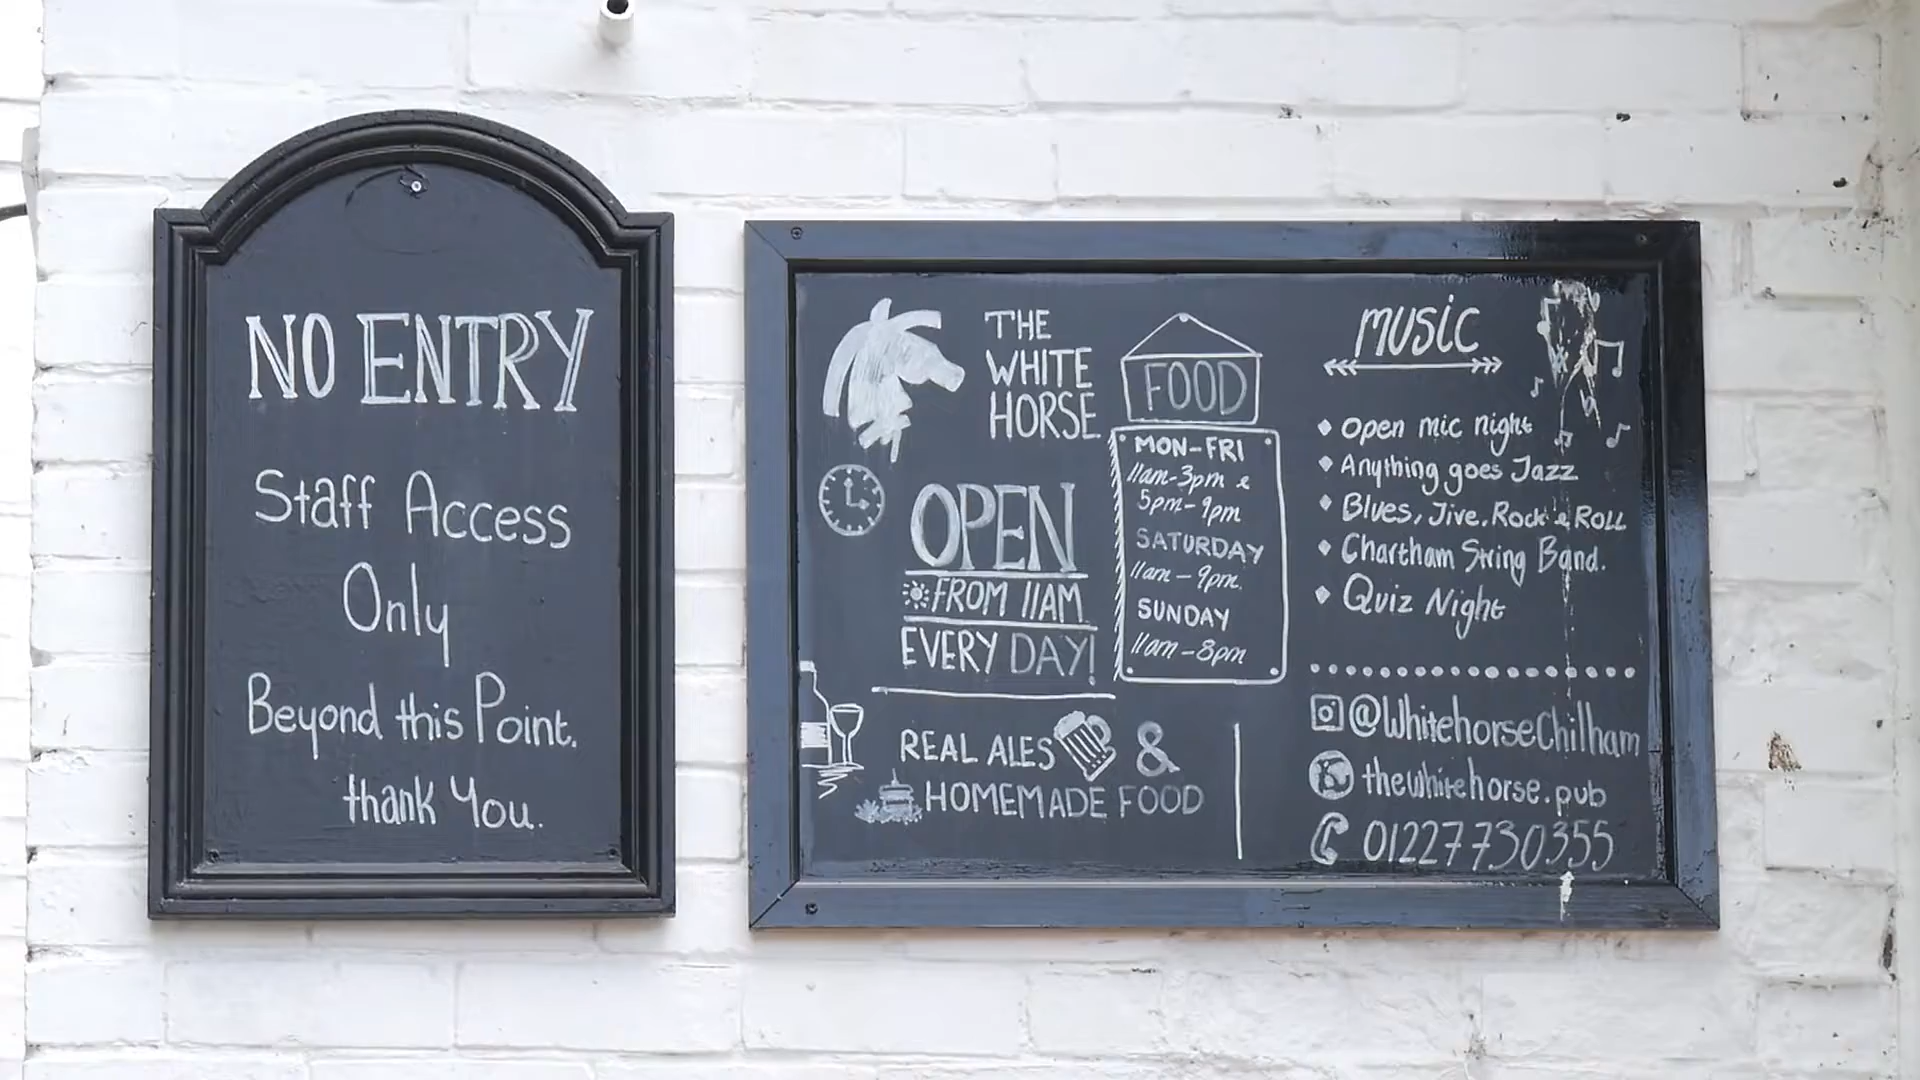 NO ENTRY
Staff Access
Only
Beyond this Point.
thank You.
THE
WHITE
HORSE
OPEN
FROM 11AM
EVERY DAY!
REAL ALES &
HOMEMADE FOOD
FOOD
MON-FRI
11am-3pm &
5pm-9pm
SATURDAY
11am-9pm.
SUNDAY
11am-8pm
MUSIC
Open mic night
Anything goes Jazz
Blues, Jive, Rock & ROLL
Chartham String Band.
Quiz Night
@WhitehorseChilham
thewhitehorse.pub
01227730355